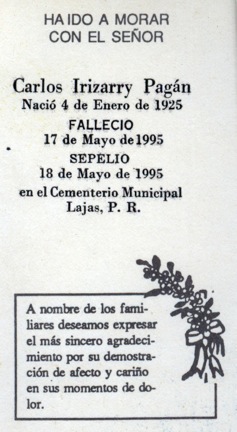 HA IDO A MORAR
CON EL SEÑOR
Carlos Irizarry Pagán
Nació 4 de Enero de 1925
FALLECIO
17 de Mayo de 1995
SEPELIO
18 de Mayo de 1995
en el Cementerio Municipal
Lajas, P. R.
A nombre de los fami-
liares deseamos expresar
el más sincero agradeci-
miento por su demostra-
ción de afecto y cariño
en sus momentos de do-
lor.